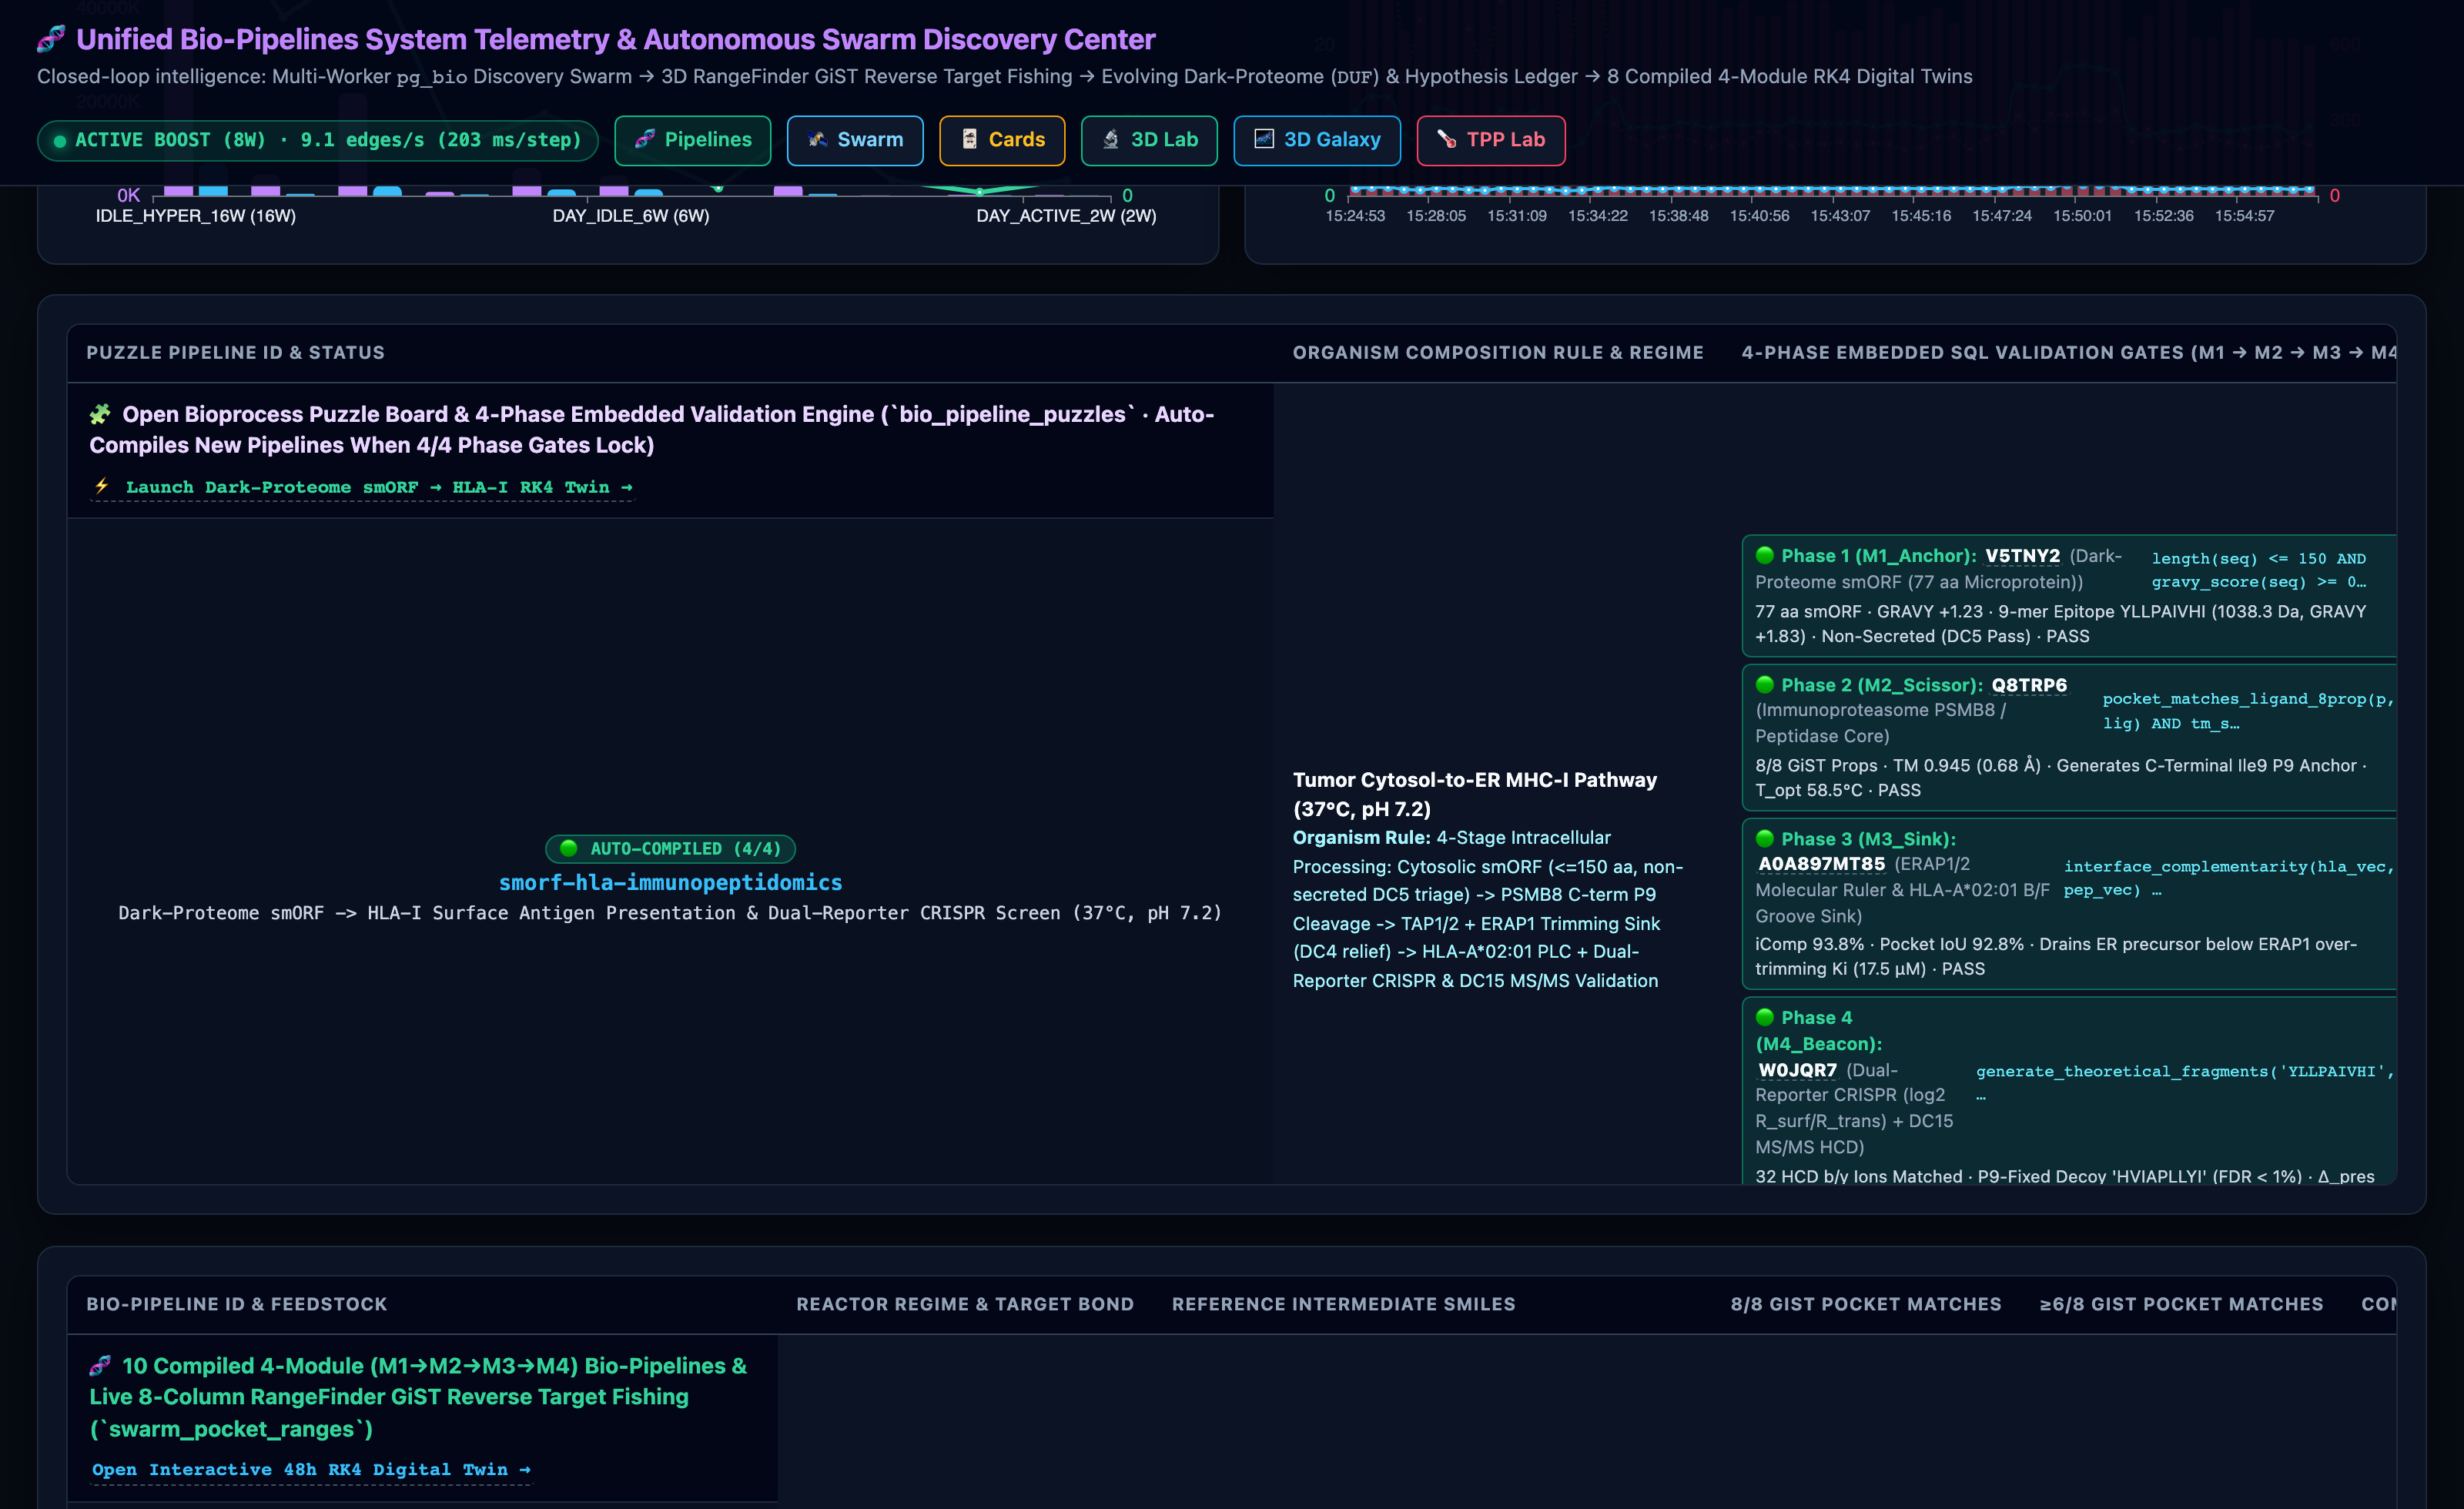 40000K
🧬 Unified Bio-Pipelines System Telemetry & Autonomous Swarm Discovery Center
20
600
Closed-loop intelligence: Multi-Worker pg_bio Discovery Swarm → 3D RangeFinder GiST Reverse Target Fishing → Evolving Dark-Proteome (DUF) & Hypothesis Ledger → 8 Compiled 4-Module RK4 Digital Twins
20000K
300
ACTIVE BOOST (8W) · 9.1 edges/s (203 ms/step)
🧬 Pipelines
🛰️ Swarm
🃏 Cards
🔬 3D Lab
🌌 3D Galaxy
🌡️ TPP Lab
0K
0
IDLE_HYPER_16W (16W)
DAY_IDLE_6W (6W)
DAY_ACTIVE_2W (2W)
0
0
15:24:53 15:28:05 15:31:09 15:34:22 15:38:48 15:40:56 15:43:07 15:45:16 15:47:24 15:50:01 15:52:36 15:54:57
PUZZLE PIPELINE ID & STATUS
ORGANISM COMPOSITION RULE & REGIME
4-PHASE EMBEDDED SQL VALIDATION GATES (M1 → M2 → M3 → M4
🧩 Open Bioprocess Puzzle Board & 4-Phase Embedded Validation Engine (`bio_pipeline_puzzles` · Auto-
Compiles New Pipelines When 4/4 Phase Gates Lock)
⚡ Launch Dark-Proteome smORF → HLA-I RK4 Twin →
🟢 AUTO-COMPILED (4/4)
smorf-hla-immunopeptidomics
Dark-Proteome smORF -> HLA-I Surface Antigen Presentation & Dual-Reporter CRISPR Screen (37°C, pH 7.2)
Tumor Cytosol-to-ER MHC-I Pathway
(37°C, pH 7.2)
Organism Rule: 4-Stage Intracellular
Processing: Cytosolic smORF (<=150 aa, non-
secreted DC5 triage) -> PSMB8 C-term P9
Cleavage -> TAP1/2 + ERAP1 Trimming Sink
(DC4 relief) -> HLA-A*02:01 PLC + Dual-
Reporter CRISPR & DC15 MS/MS Validation
🟢 Phase 1 (M1_Anchor): V5TNY2 (Dark-
Proteome smORF (77 aa Microprotein))
length(seq) <= 150 AND
gravy_score(seq) >= 0…
77 aa smORF · GRAVY +1.23 · 9-mer Epitope YLLPAIVHI (1038.3 Da, GRAVY
+1.83) · Non-Secreted (DC5 Pass) · PASS
🟢 Phase 2 (M2_Scissor): Q8TRP6
(Immunoproteasome PSMB8 /
Peptidase Core)
pocket_matches_ligand_8prop(p,
lig) AND tm_s…
8/8 GiST Props · TM 0.945 (0.68 Å) · Generates C-Terminal Ile9 P9 Anchor ·
T_opt 58.5°C · PASS
🟢 Phase 3 (M3_Sink):
A0A897MT85 (ERAP1/2
Molecular Ruler & HLA-A*02:01 B/F
Groove Sink)
interface_complementarity(hla_vec,
pep_vec) …
iComp 93.8% · Pocket IoU 92.8% · Drains ER precursor below ERAP1 over-
trimming Ki (17.5 μM) · PASS
🟢 Phase 4
(M4_Beacon):
W0JQR7 (Dual-
Reporter CRISPR (log2
R_surf/R_trans) + DC15
MS/MS HCD)
generate_theoretical_fragments('YLLPAIVHI',
…
32 HCD b/y Ions Matched · P9-Fixed Decoy 'HVIAPLLYI' (FDR < 1%) · Δ_pres
BIO-PIPELINE ID & FEEDSTOCK
REACTOR REGIME & TARGET BOND
REFERENCE INTERMEDIATE SMILES
8/8 GIST POCKET MATCHES
≥6/8 GIST POCKET MATCHES
🧬 10 Compiled 4-Module (M1→M2→M3→M4) Bio-Pipelines &
Live 8-Column RangeFinder GiST Reverse Target Fishing
(`swarm_pocket_ranges`)
Open Interactive 48h RK4 Digital Twin →